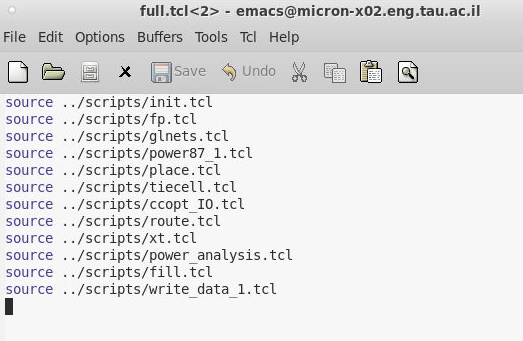 full.tcl<2> - emacs@micron-x02.eng.tau.ac.il
File Edit Options Buffers Tools Tcl Help
Save Undo
source ../scripts/init.tcl
source ../scripts/fp.tcl
source ../scripts/glnets.tcl
source ../scripts/power87_1.tcl
source ../scripts/place.tcl
source ../scripts/tiecell.tcl
source ../scripts/ccopt_IO.tcl
source ../scripts/route.tcl
source ../scripts/xt.tcl
source ../scripts/power_analysis.tcl
source ../scripts/fill.tcl
source ../scripts/write_data_1.tcl